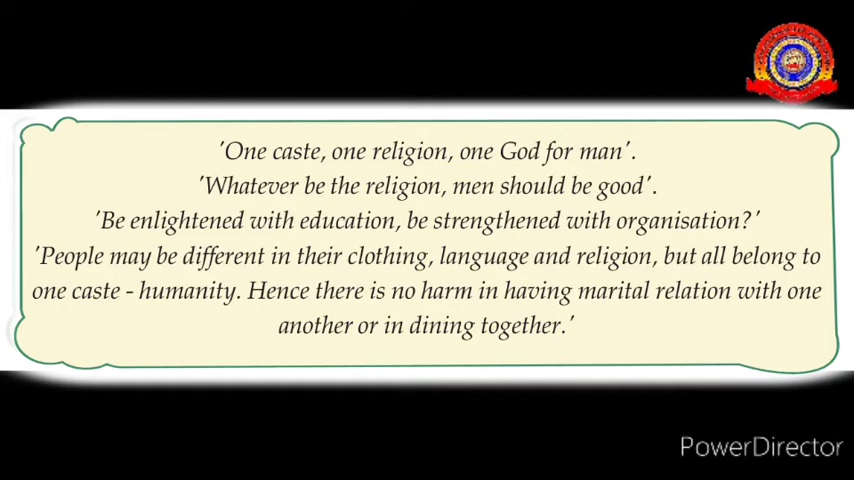 'One caste, one religion, one God for man'.
'Whatever be the religion, men should be good'.
'Be enlightened with education, be strengthened with organisation?'
'People may be different in their clothing, language and religion, but all belong to
one caste - humanity. Hence there is no harm in having marital relation with one
another or in dining together.'
PowerDirector